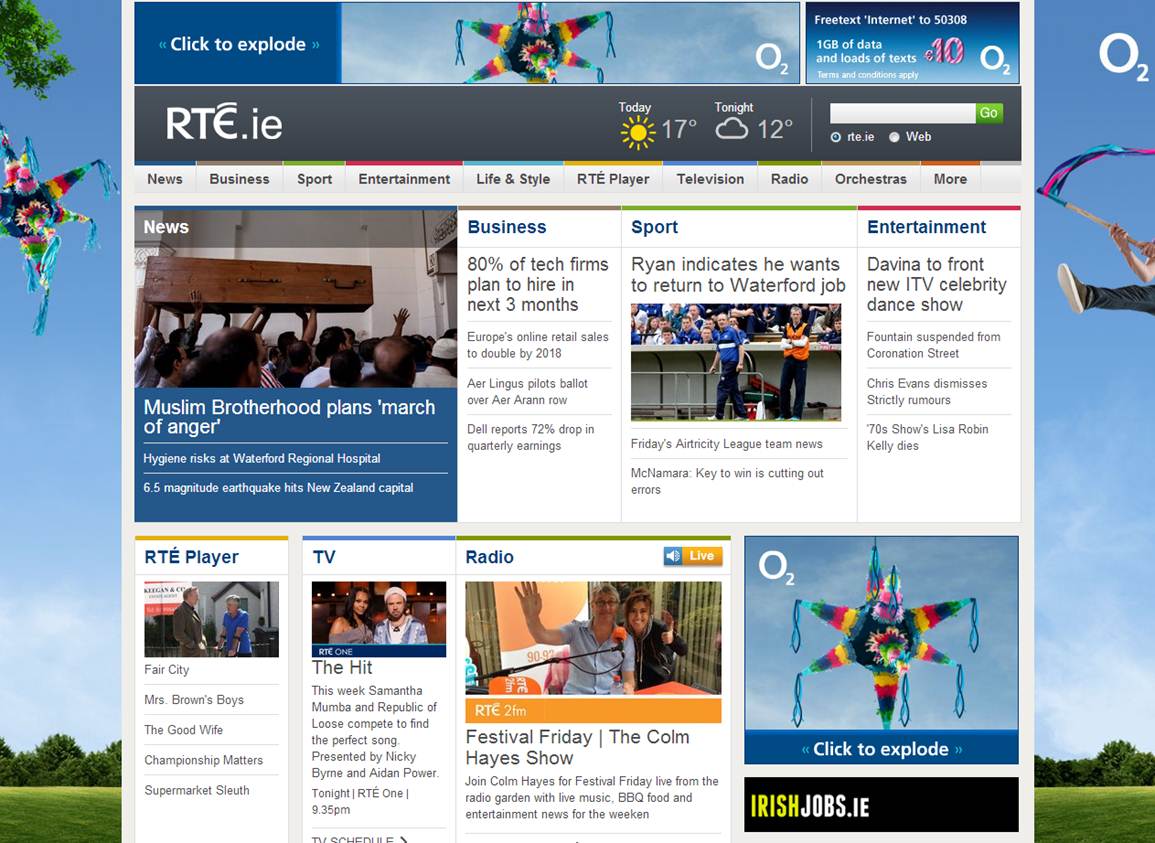 « Click to explode »
O2
Freetext 'Internet' to 50308
1GB of data
and loads of texts
€10
O2
Terms and conditions apply
O2
RTÉ.ie
Today
17°
Tonight
12°
Go
rte.ie Web
News Business Sport Entertainment Life & Style RTÉ Player Television Radio Orchestras More
News
Muslim Brotherhood plans 'march
of anger'
Hygiene risks at Waterford Regional Hospital
6.5 magnitude earthquake hits New Zealand capital
Business
80% of tech firms
plan to hire in
next 3 months
Europe's online retail sales
to double by 2018
Aer Lingus pilots ballot
over Aer Arann row
Dell reports 72% drop in
quarterly earnings
Sport
Ryan indicates he wants
to return to Waterford job
Friday's Airtricity League team news
McNamara: Key to win is cutting out
errors
Entertainment
Davina to front
new ITV celebrity
dance show
Fountain suspended from
Coronation Street
Chris Evans dismisses
Strictly rumours
'70s Show's Lisa Robin
Kelly dies
RTÉ Player
KEEGAN & CO
Fair City
Mrs. Brown's Boys
The Good Wife
Championship Matters
Supermarket Sleuth
TV
RTÉ ONE
The Hit
This week Samantha
Mumba and Republic of
Loose compete to find
the perfect song.
Presented by Nicky
Byrne and Aidan Power.
Tonight | RTÉ One |
9.35pm
TV SCHEDULE
Radio
Live
90-92
RTÉ 2fm
Festival Friday | The Colm
Hayes Show
Join Colm Hayes for Festival Friday live from the
radio garden with live music, BBQ food and
entertainment news for the weeken
O2
« Click to explode »
IRISHJOBS.IE